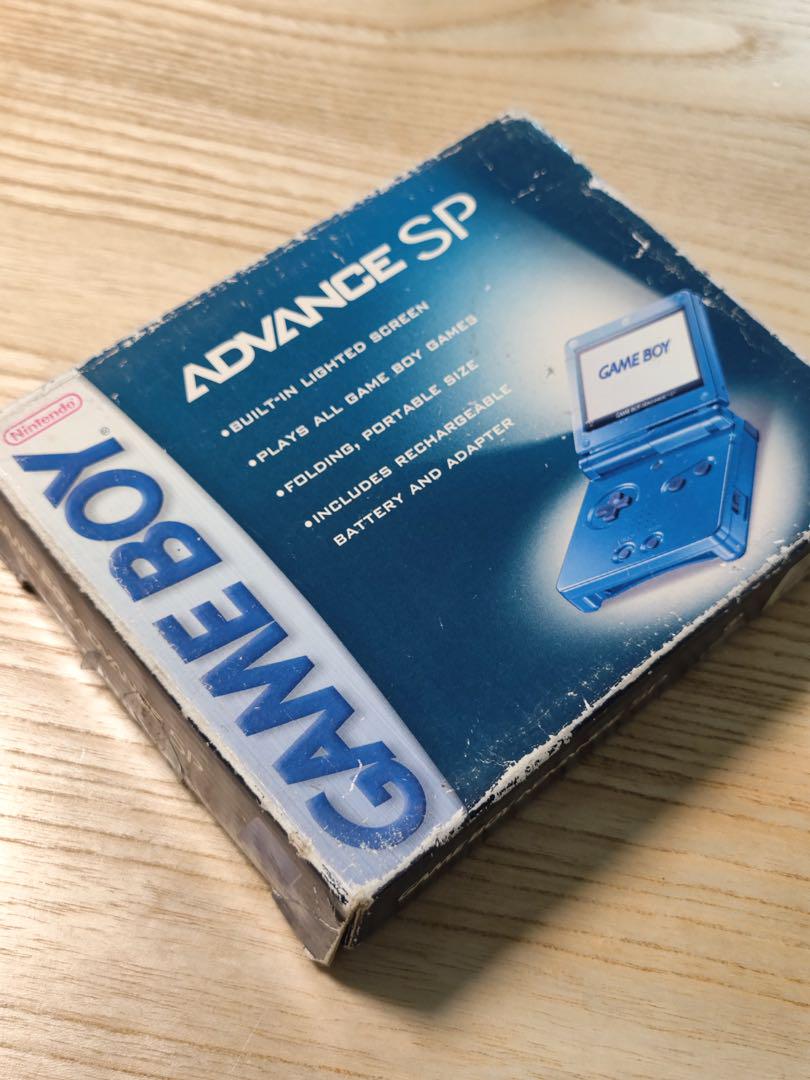 Nintendo®
GAME BOY®
ADVANCE SP
•BUILT-IN LIGHTED SCREEN
•PLAYS ALL GAME BOY GAMES
•FOLDING, PORTABLE SIZE
•INCLUDES RECHARGEABLE
BATTERY AND ADAPTER
GAME BOY